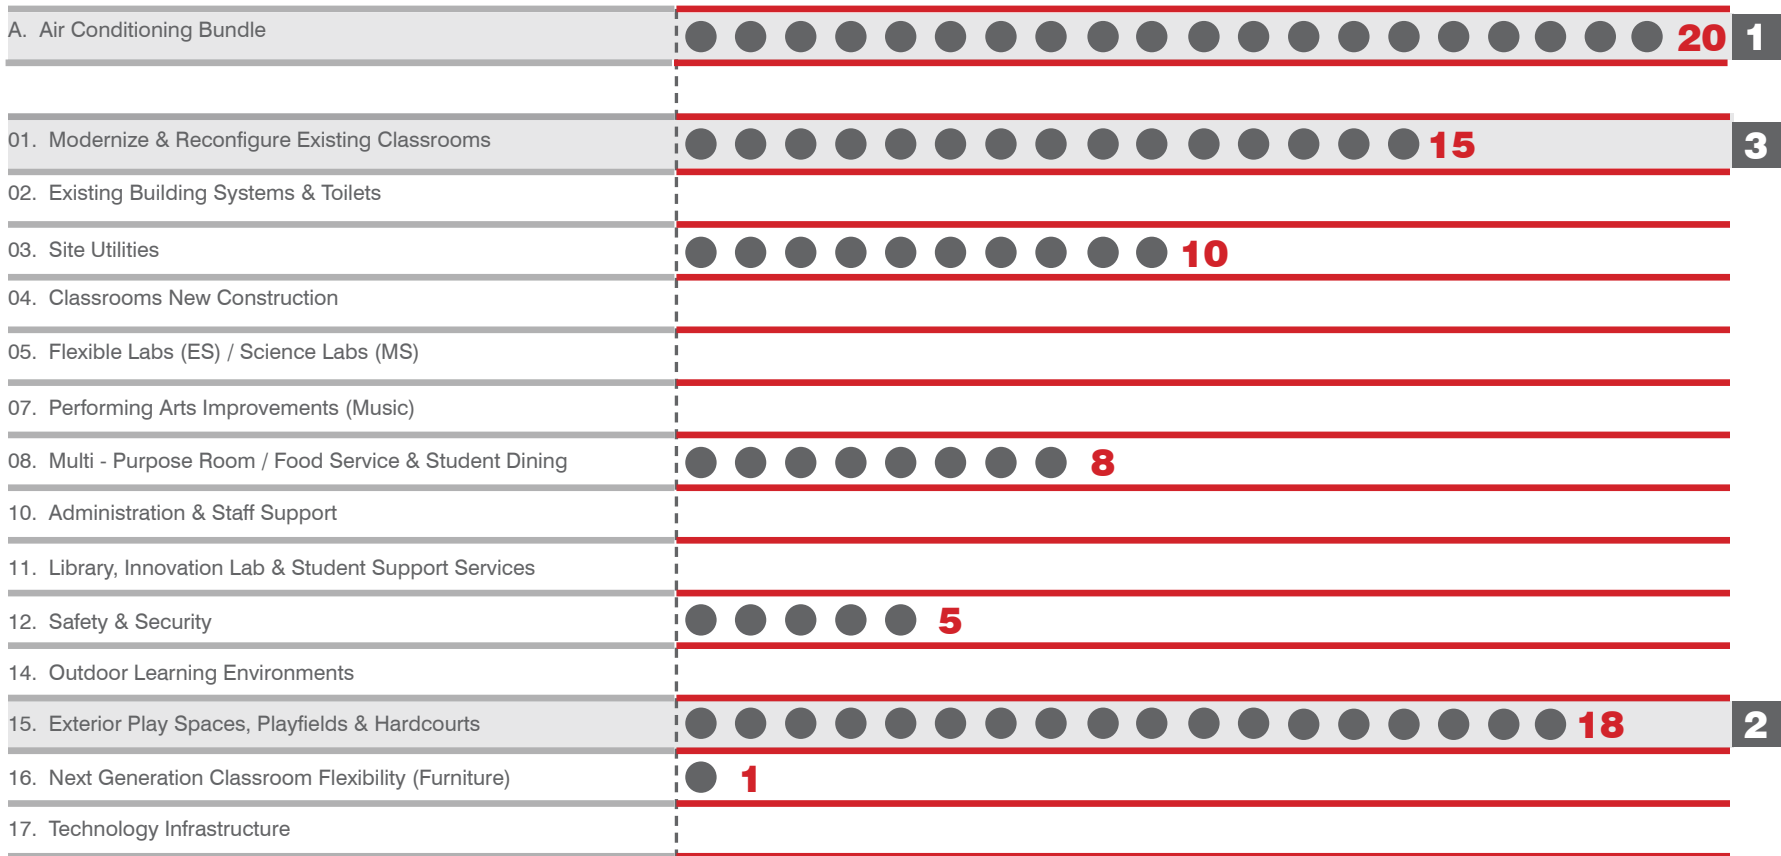 A. Air Conditioning Bundle 20 1
01. Modernize & Reconfigure Existing Classrooms 15 3
02. Existing Building Systems & Toilets
03. Site Utilities 10
04. Classrooms New Construction
05. Flexible Labs (ES) / Science Labs (MS)
07. Performing Arts Improvements (Music)
08. Multi - Purpose Room / Food Service & Student Dining 8
10. Administration & Staff Support
11. Library, Innovation Lab & Student Support Services
12. Safety & Security 5
14. Outdoor Learning Environments
15. Exterior Play Spaces, Playfields & Hardcourts 18 2
16. Next Generation Classroom Flexibility (Furniture) 1
17. Technology Infrastructure